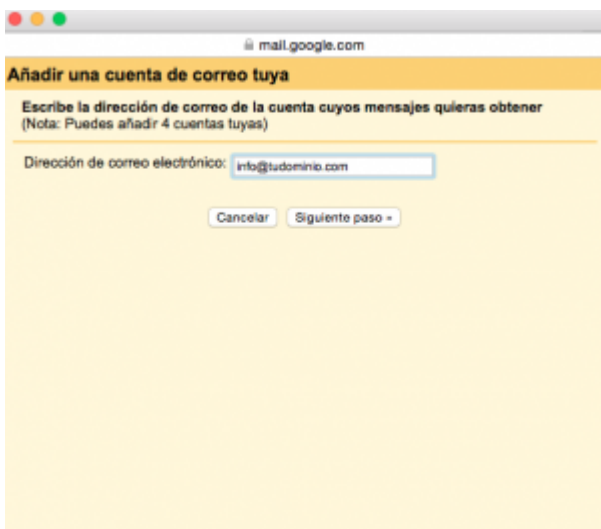 mail.google.com
Añadir una cuenta de correo tuya
Escribe la dirección de correo de la cuenta cuyos mensajes quieras obtener
(Nota: Puedes añadir 4 cuentas tuyas)
Dirección de correo electrónico: info@tudominio.com
Cancelar Siguiente paso »